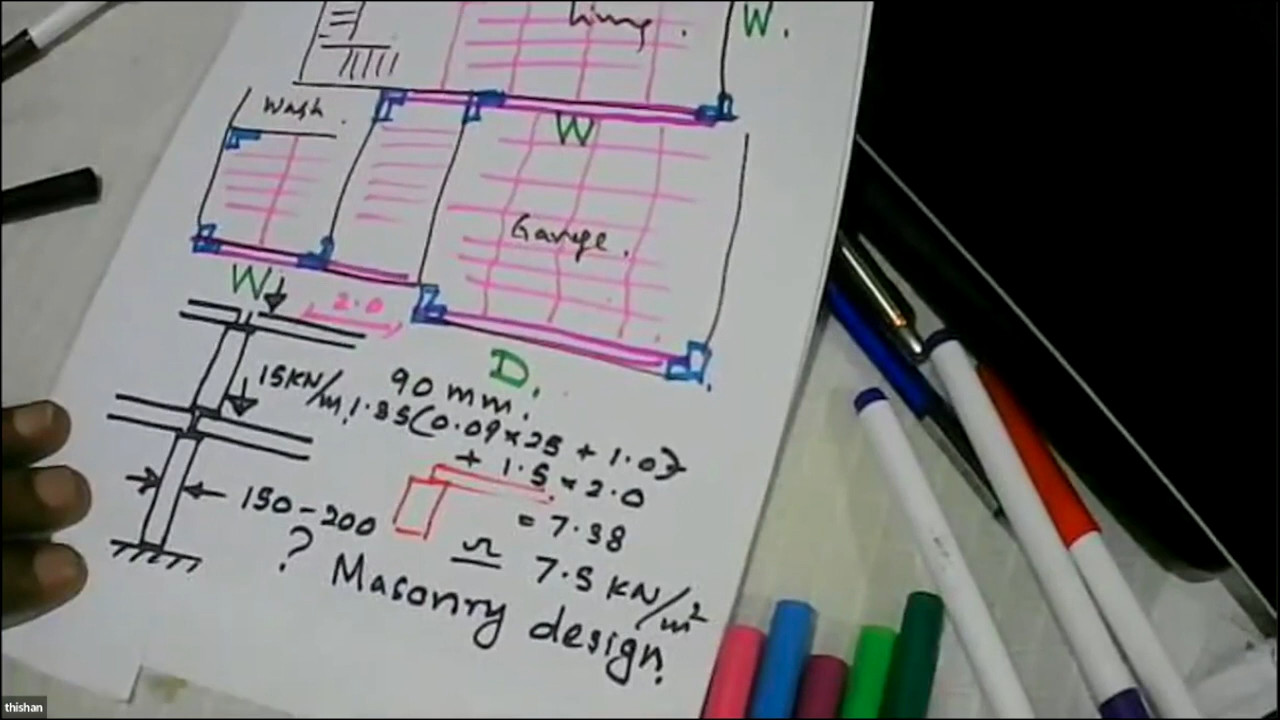 Living.
W.
Wash.
W
Garage.
W
2.0
D.
90 mm.
15KN/m
1.35(0.09×25 + 1.0)
+ 1.5 × 2.0
= 7.38
≏ 7.5 KN/m²
150-200
? Masonry design.
thishan